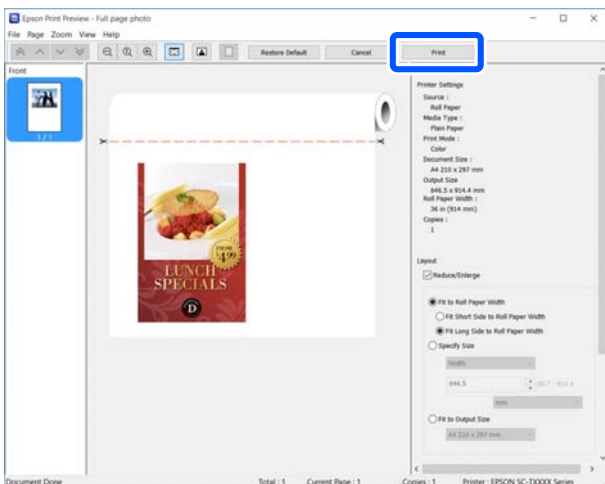 Epson Print Preview - Full page photo
File Page Zoom View Help
Restore Default
Cancel
Print
Front
1 / 1
FROM
$4.99
LUNCH
SPECIALS
D
Printer Settings
Source :
Roll Paper
Media Type :
Plain Paper
Print Mode :
Color
Document Size :
A4 210 x 297 mm
Output Size
646.5 x 914.4 mm
Roll Paper Width :
36 in (914 mm)
Copies :
1
Layout
Reduce/Enlarge
Fit to Roll Paper Width
Fit Short Side to Roll Paper Width
Fit Long Side to Roll Paper Width
Specify Size
Width
646.5
mm
Fit to Output Size
A4 210 x 297 mm
Document Done
Total : 1
Current Page : 1
Copies : 1
Printer : EPSON SC-TXXXX Series